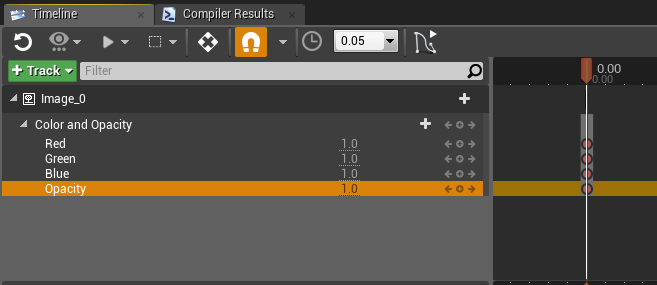 Timeline Compiler Results
0.05
+ Track Filter 0.00
0.00
Image_0
Color and Opacity
Red 1.0
Green 1.0
Blue 1.0
Opacity 1.0